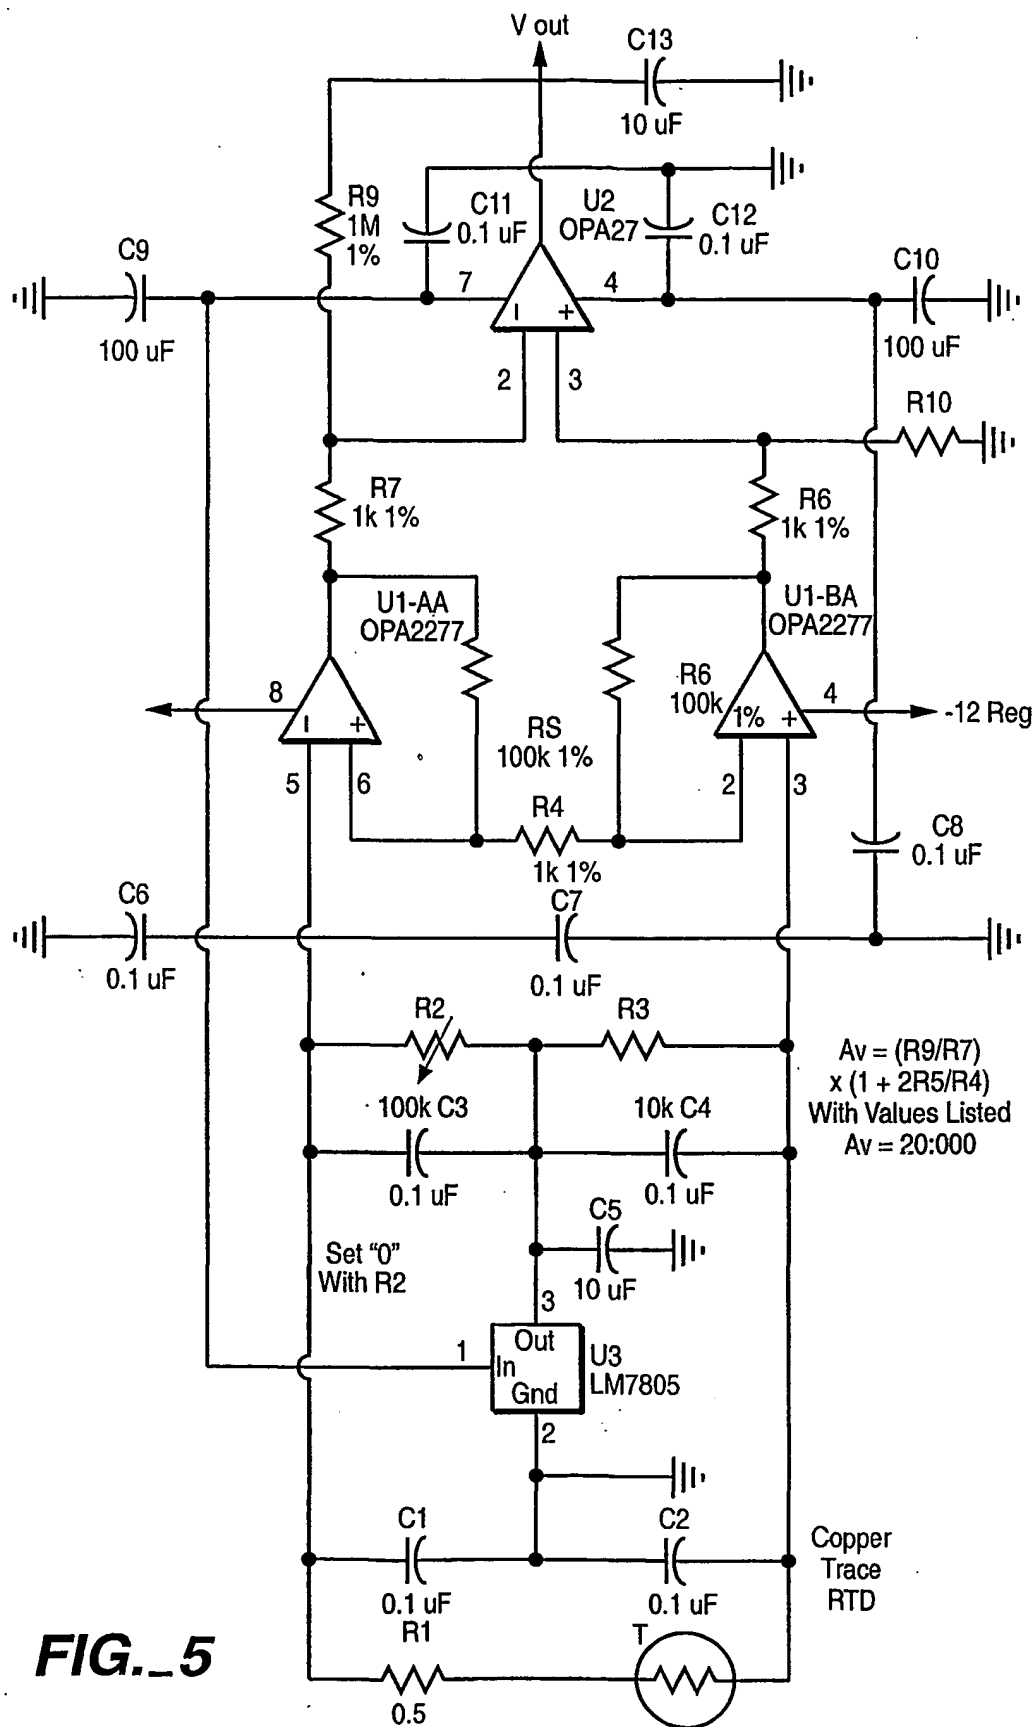 V out
C13
10 uF
R9
1M
1%
C11
0.1 uF
U2
OPA27
C12
0.1 uF
C9
100 uF
7
4
C10
100 uF
2
3
R10
R7
1k 1%
R6
1k 1%
U1-AA
OPA2277
U1-BA
OPA2277
8
R6
100k
1%
4
-12 Reg
RS
100k 1%
5
6
2
3
R4
1k 1%
C8
0.1 uF
C6
0.1 uF
C7
0.1 uF
R2
R3
Av = (R9/R7)
x (1 + 2R5/R4)
With Values Listed
Av = 20:000
100k C3
0.1 uF
10k C4
0.1 uF
Set “0”
With R2
C5
10 uF
3
1
Out
In
Gnd
U3
LM7805
2
C1
0.1 uF
C2
0.1 uF
Copper
Trace
RTD
R1
0.5
T
FIG._5